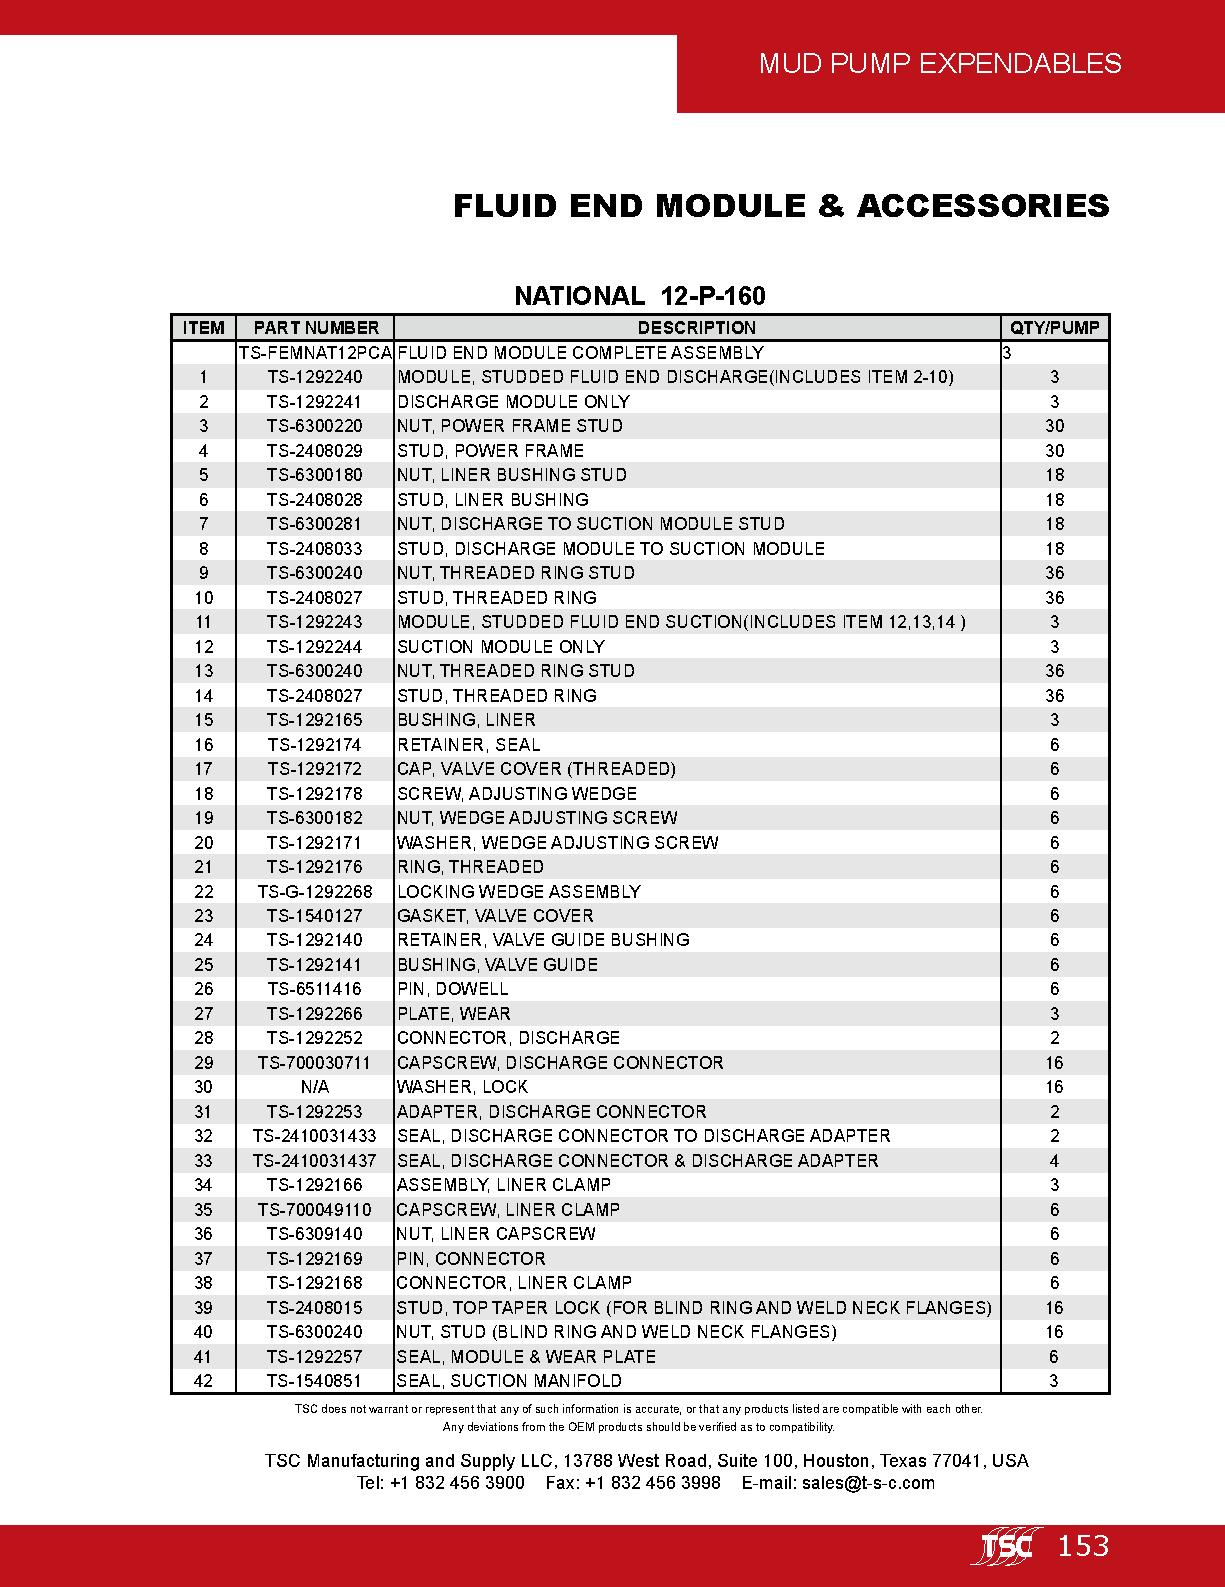 MUD PUMP EXPENDABLES
FLUID END MODULE & ACCESSORIES
NATIONAL 12-P-160
ITEM PART NUMBER DESCRIPTION QTY/PUMP
TS-FEMNAT12PCA FLUID END MODULE COMPLETE ASSEMBLY 3
1 TS-1292240 MODULE, STUDDED FLUID END DISCHARGE(INCLUDES ITEM 2-10) 3
2 TS-1292241 DISCHARGE MODULE ONLY 3
3 TS-6300220 NUT, POWER FRAME STUD 30
4 TS-2408029 STUD, POWER FRAME 30
5 TS-6300180 NUT, LINER BUSHING STUD 18
6 TS-2408028 STUD, LINER BUSHING 18
7 TS-6300281 NUT, DISCHARGE TO SUCTION MODULE STUD 18
8 TS-2408033 STUD, DISCHARGE MODULE TO SUCTION MODULE 18
9 TS-6300240 NUT, THREADED RING STUD 36
10 TS-2408027 STUD, THREADED RING 36
11 TS-1292243 MODULE, STUDDED FLUID END SUCTION(INCLUDES ITEM 12,13,14 ) 3
12 TS-1292244 SUCTION MODULE ONLY 3
13 TS-6300240 NUT, THREADED RING STUD 36
14 TS-2408027 STUD, THREADED RING 36
15 TS-1292165 BUSHING, LINER 3
16 TS-1292174 RETAINER, SEAL 6
17 TS-1292172 CAP, VALVE COVER (THREADED) 6
18 TS-1292178 SCREW, ADJUSTING WEDGE 6
19 TS-6300182 NUT, WEDGE ADJUSTING SCREW 6
20 TS-1292171 WASHER, WEDGE ADJUSTING SCREW 6
21 TS-1292176 RING, THREADED 6
22 TS-G-1292268 LOCKING WEDGE ASSEMBLY 6
23 TS-1540127 GASKET, VALVE COVER 6
24 TS-1292140 RETAINER, VALVE GUIDE BUSHING 6
25 TS-1292141 BUSHING, VALVE GUIDE 6
26 TS-6511416 PIN, DOWELL 6
27 TS-1292266 PLATE, WEAR 3
28 TS-1292252 CONNECTOR, DISCHARGE 2
29 TS-700030711 CAPSCREW, DISCHARGE CONNECTOR 16
30 N/A WASHER, LOCK 16
31 TS-1292253 ADAPTER, DISCHARGE CONNECTOR 2
32 TS-2410031433 SEAL, DISCHARGE CONNECTOR TO DISCHARGE ADAPTER 2
33 TS-2410031437 SEAL, DISCHARGE CONNECTOR & DISCHARGE ADAPTER 4
34 TS-1292166 ASSEMBLY, LINER CLAMP 3
35 TS-700049110 CAPSCREW, LINER CLAMP 6
36 TS-6309140 NUT, LINER CAPSCREW 6
37 TS-1292169 PIN, CONNECTOR 6
38 TS-1292168 CONNECTOR, LINER CLAMP 6
39 TS-2408015 STUD, TOP TAPER LOCK (FOR BLIND RING AND WELD NECK FLANGES) 16
40 TS-6300240 NUT, STUD (BLIND RING AND WELD NECK FLANGES) 16
41 TS-1292257 SEAL, MODULE & WEAR PLATE 6
42 TS-1540851 SEAL, SUCTION MANIFOLD 3
TSC does not warrant or represent that any of such information is accurate, or that any products listed are compatible with each other.
Any deviations from the OEM products should be verified as to compatibility.
TSC Manufacturing and Supply LLC, 13788 West Road, Suite 100, Houston, Texas 77041, USA
Tel: +1 832 456 3900 Fax: +1 832 456 3998 E-mail: sales@t-s-c.com
TSC 153